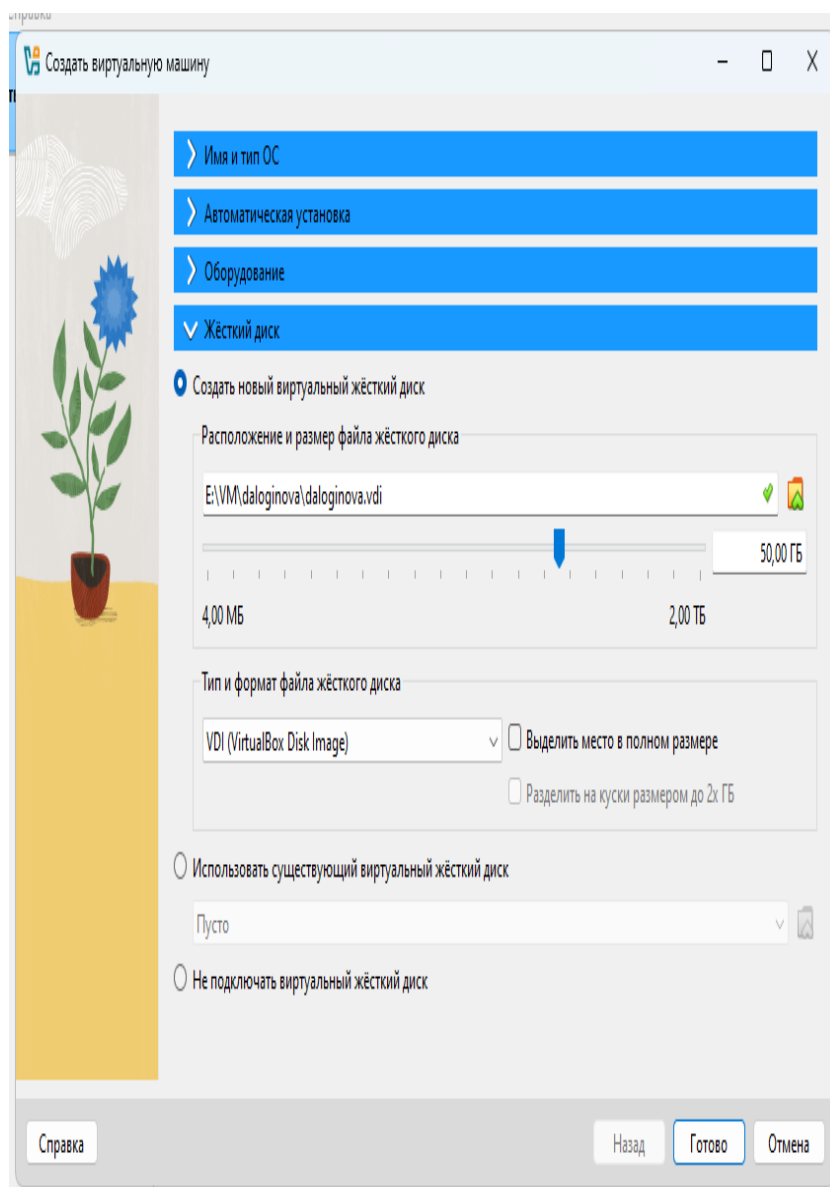 Справка
Создать виртуальную машину
Имя и тип ОС
Автоматическая установка
Оборудование
Жёсткий диск
Создать новый виртуальный жёсткий диск
Расположение и размер файла жёсткого диска
E:\VM\daloginova\daloginova.vdi
50,00 ГБ
4,00 МБ 2,00 ТБ
Тип и формат файла жёсткого диска
VDI (VirtualBox Disk Image) Выделить место в полном размере
Разделить на куски размером до 2х ГБ
Использовать существующий виртуальный жёсткий диск
Пусто
Не подключать виртуальный жёсткий диск
Справка Назад Готово Отмена